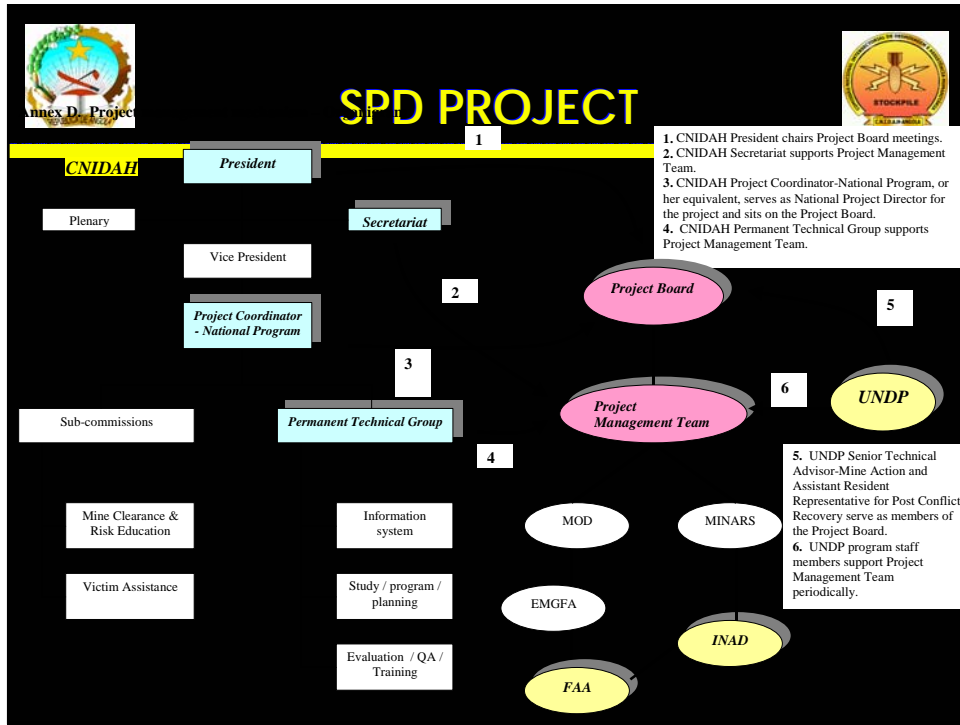 SPD PROJECT
Annex D. Project
1
CNIDAH
President
Plenary
Secretariat
Vice President
Project Coordinator
- National Program
2
3
Project Board
5
1. CNIDAH President chairs Project Board meetings.
2. CNIDAH Secretariat supports Project Management
Team.
3. CNIDAH Project Coordinator-National Program, or
her equivalent, serves as National Project Director for
the project and sits on the Project Board.
4. CNIDAH Permanent Technical Group supports
Project Management Team.
Sub-commissions
Permanent Technical Group
Project
Management Team
6
UNDP
4
5. UNDP Senior Technical
Advisor-Mine Action and
Assistant Resident
Representative for Post Conflict
Recovery serve as members of
the Project Board.
6. UNDP program staff
members support Project
Management Team
periodically.
Mine Clearance &
Risk Education
Information
system
MOD
MINARS
Victim Assistance
Study / program /
planning
EMGFA
INAD
Evaluation / QA /
Training
FAA
STOCKPILE